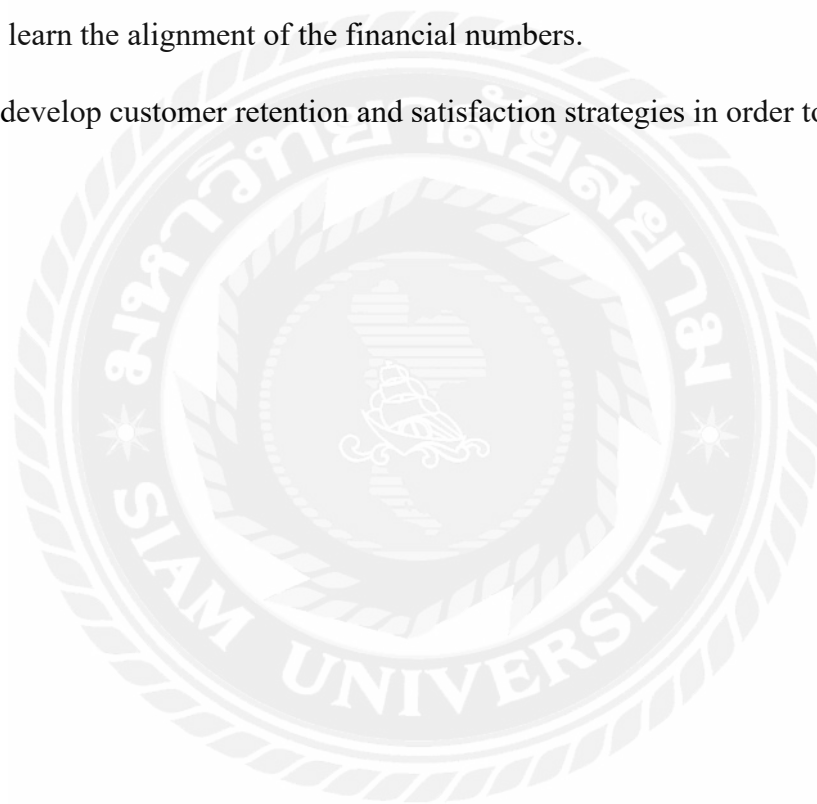 learn the alignment of the financial numbers.
develop customer retention and satisfaction strategies in order to
มหาวิทยาลัยสยาม
SIAM UNIVERSITY